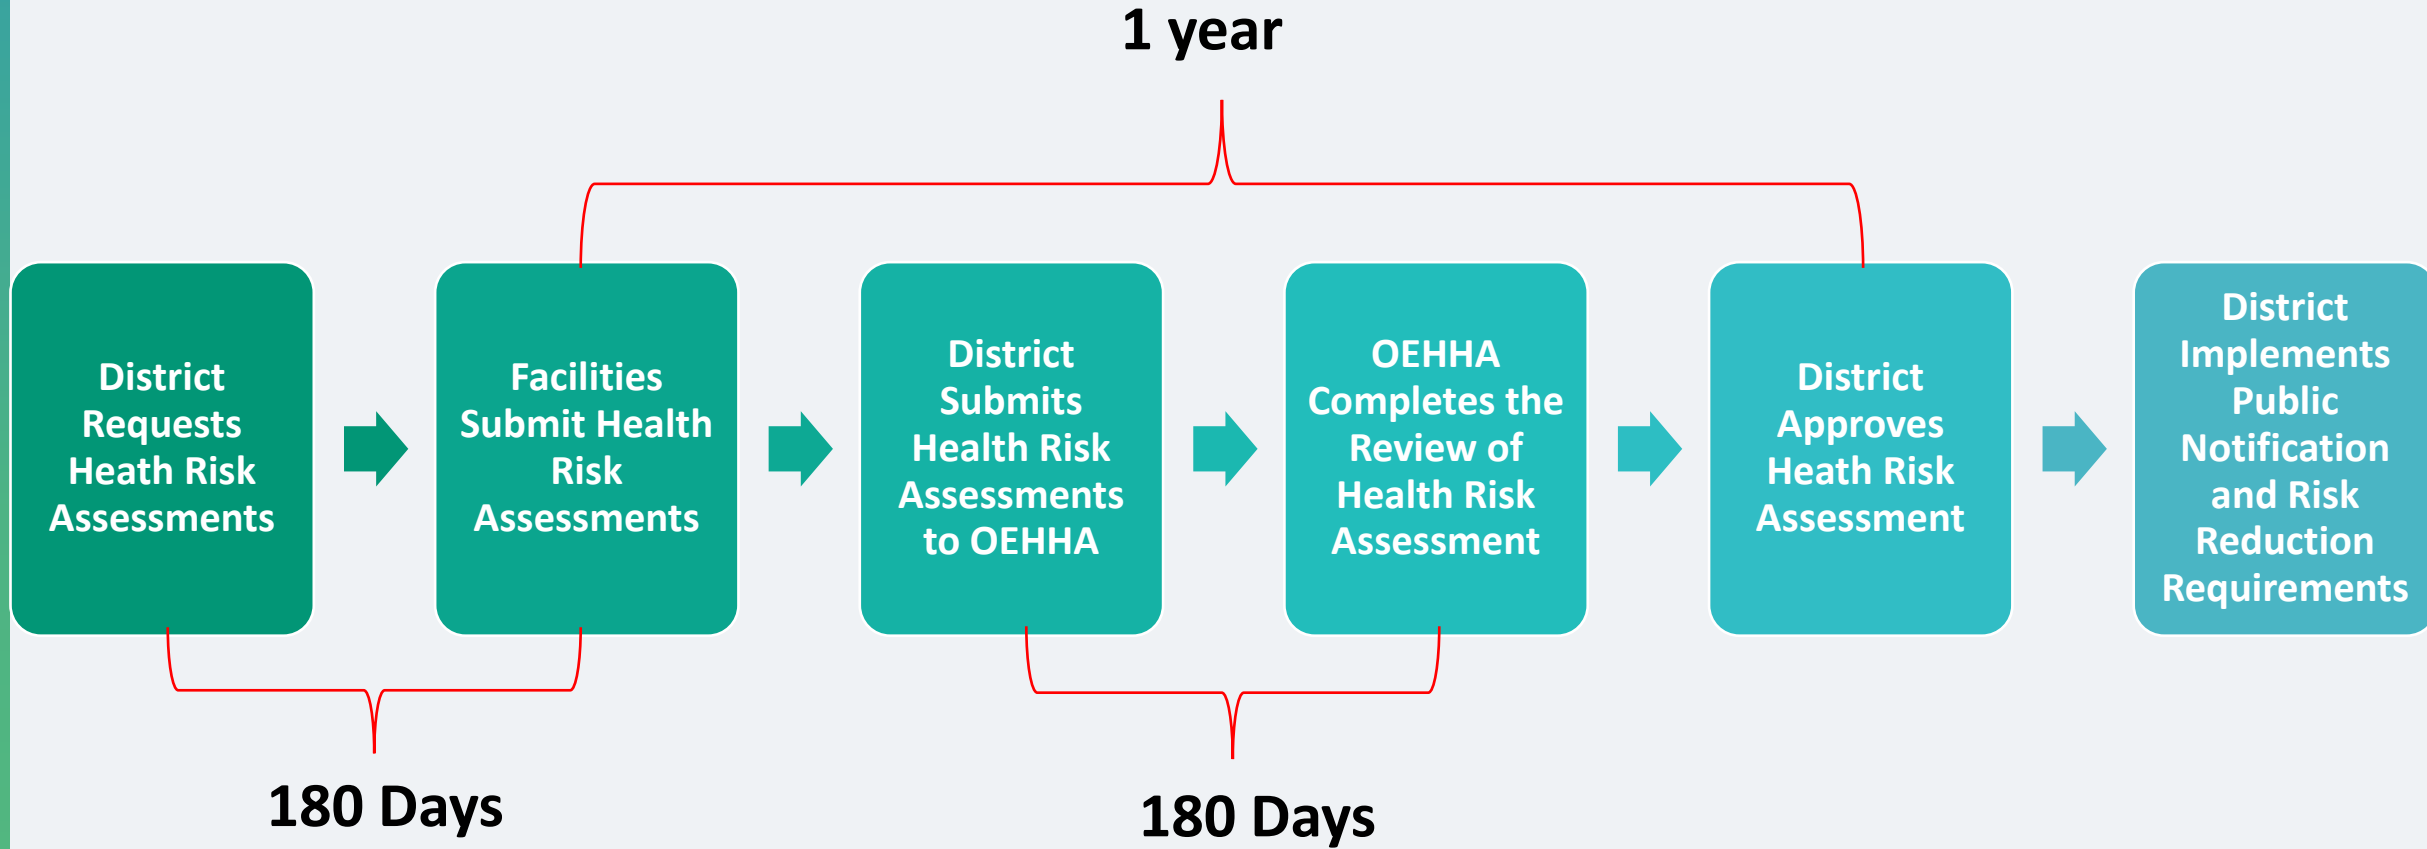 1 year
District
Requests
Heath Risk
Assessments
Facilities
Submit Health
Risk
Assessments
District
Submits
Health Risk
Assessments
to OEHHA
OEHHA
Completes the
Review of
Health Risk
Assessment
District
Approves
Heath Risk
Assessment
District
Implements
Public
Notification
and Risk
Reduction
Requirements
180 Days
180 Days